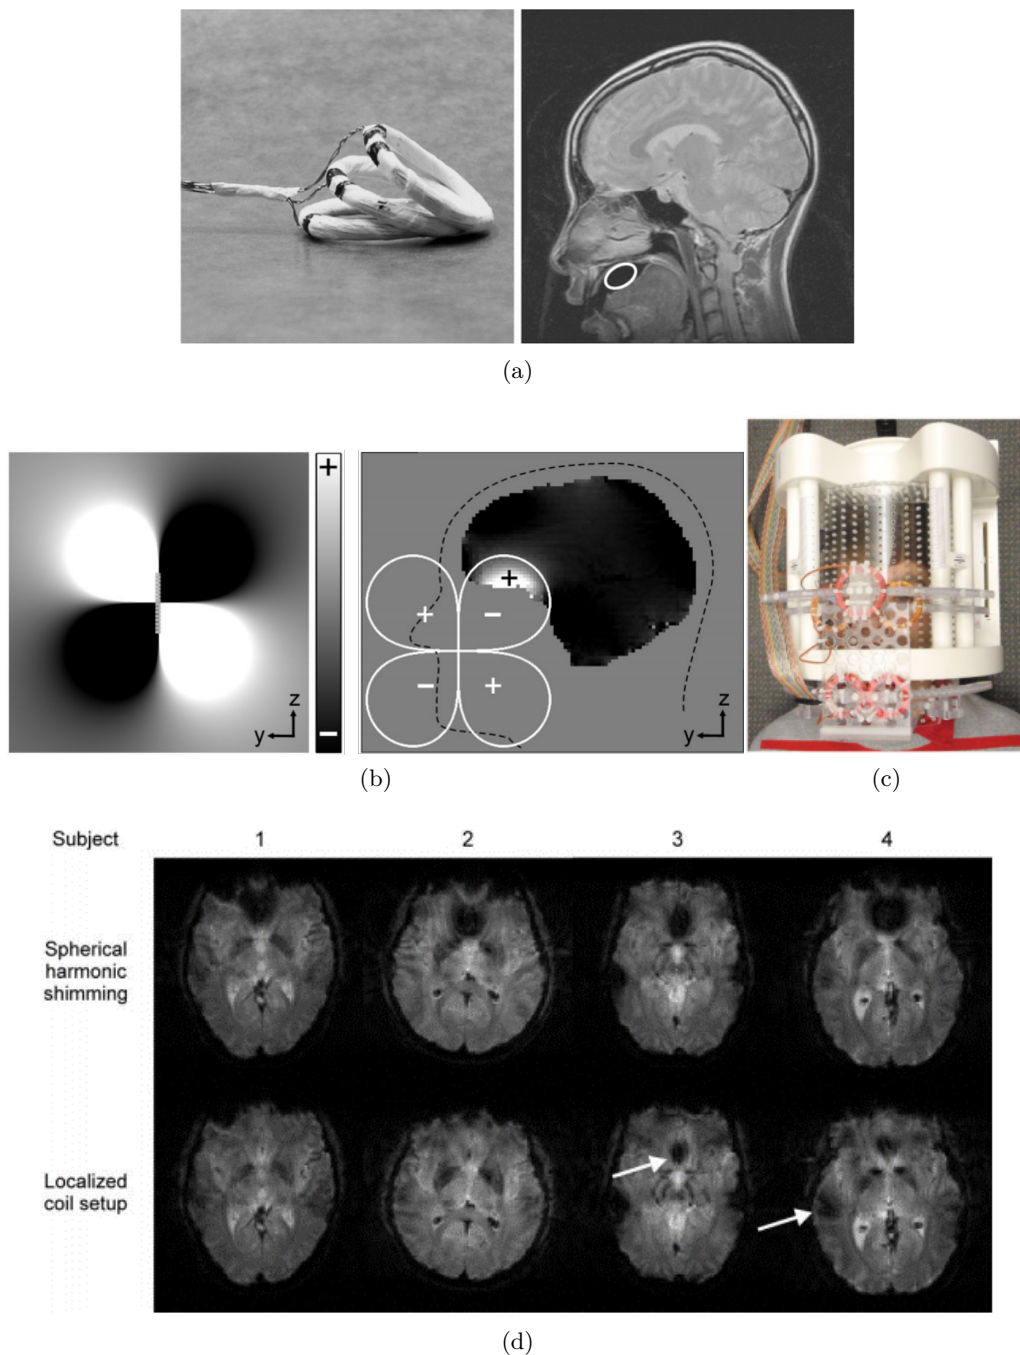 (a)
+
−
y
z
+
−
−
+
+
y
z
(b)
(c)
Subject 1 2 3 4
Spherical
harmonic
shimming
Localized
coil setup
(d)